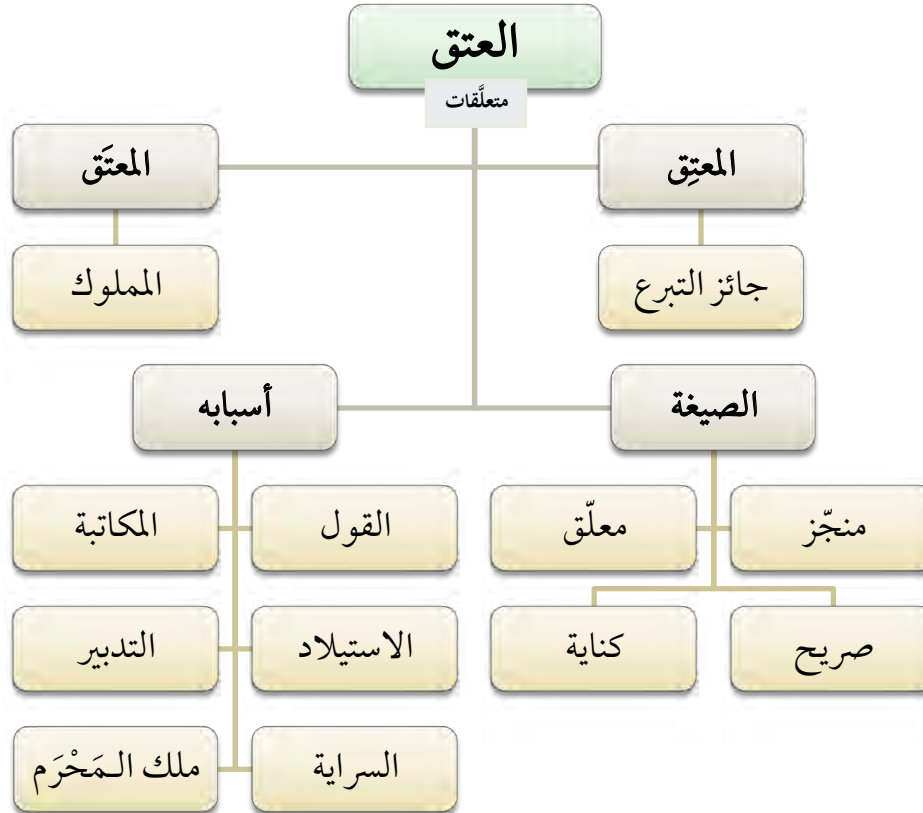 العتق
متعلَّقات
المعتِق
المعتَق
جائز التبرع
المملوك
الصيغة
أسبابه
منجّز
معلّق
القول
المكاتبة
صريح
كناية
الاستيلاد
التدبير
السراية
ملك الـمَحْرَم